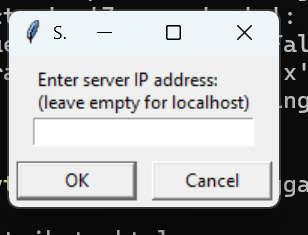 S.
Enter server IP address:
(leave empty for localhost)
OK
Cancel